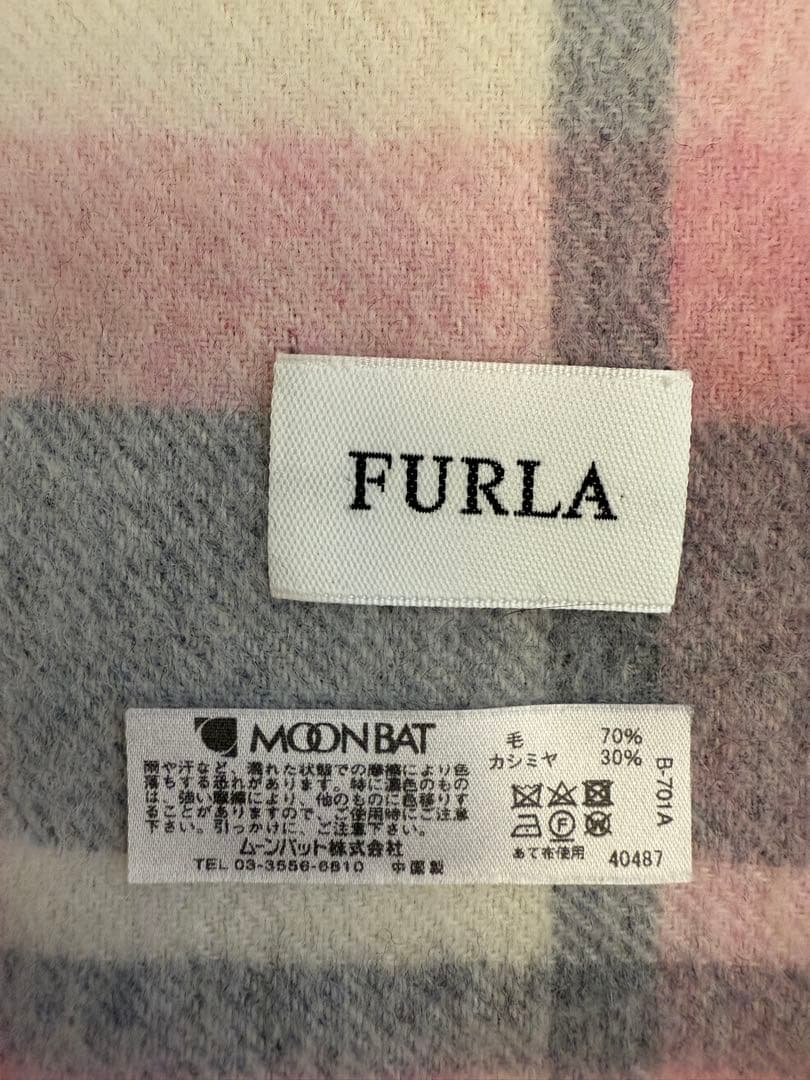 FURLA
MOONBAT
毛 70%
カシミヤ 30%
雨や汗など、濡れた状態での摩擦により色
落ちする恐れがあります。特に濃色のもの
は、強い摩擦により、他のものに色移りす
ることがありますので、ご使用時にご注意
下さい。引っかけに、ご注意下さい。
ムーンバット株式会社
TEL 03-3556-6810 中国製
F
W
あて布使用
40487
B-701A